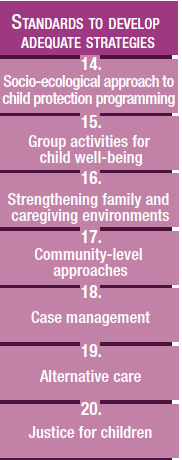 STANDARDS TO DEVELOP
ADEQUATE STRATEGIES
14.
Socio-ecological approach to
child protection programming
15.
Group activities for
child well-being
16.
Strengthening family and
caregiving environments
17.
Community-level
approaches
18.
Case management
19.
Alternative care
20.
Justice for children